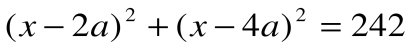 (x − 2a)² + (x − 4a)² = 242